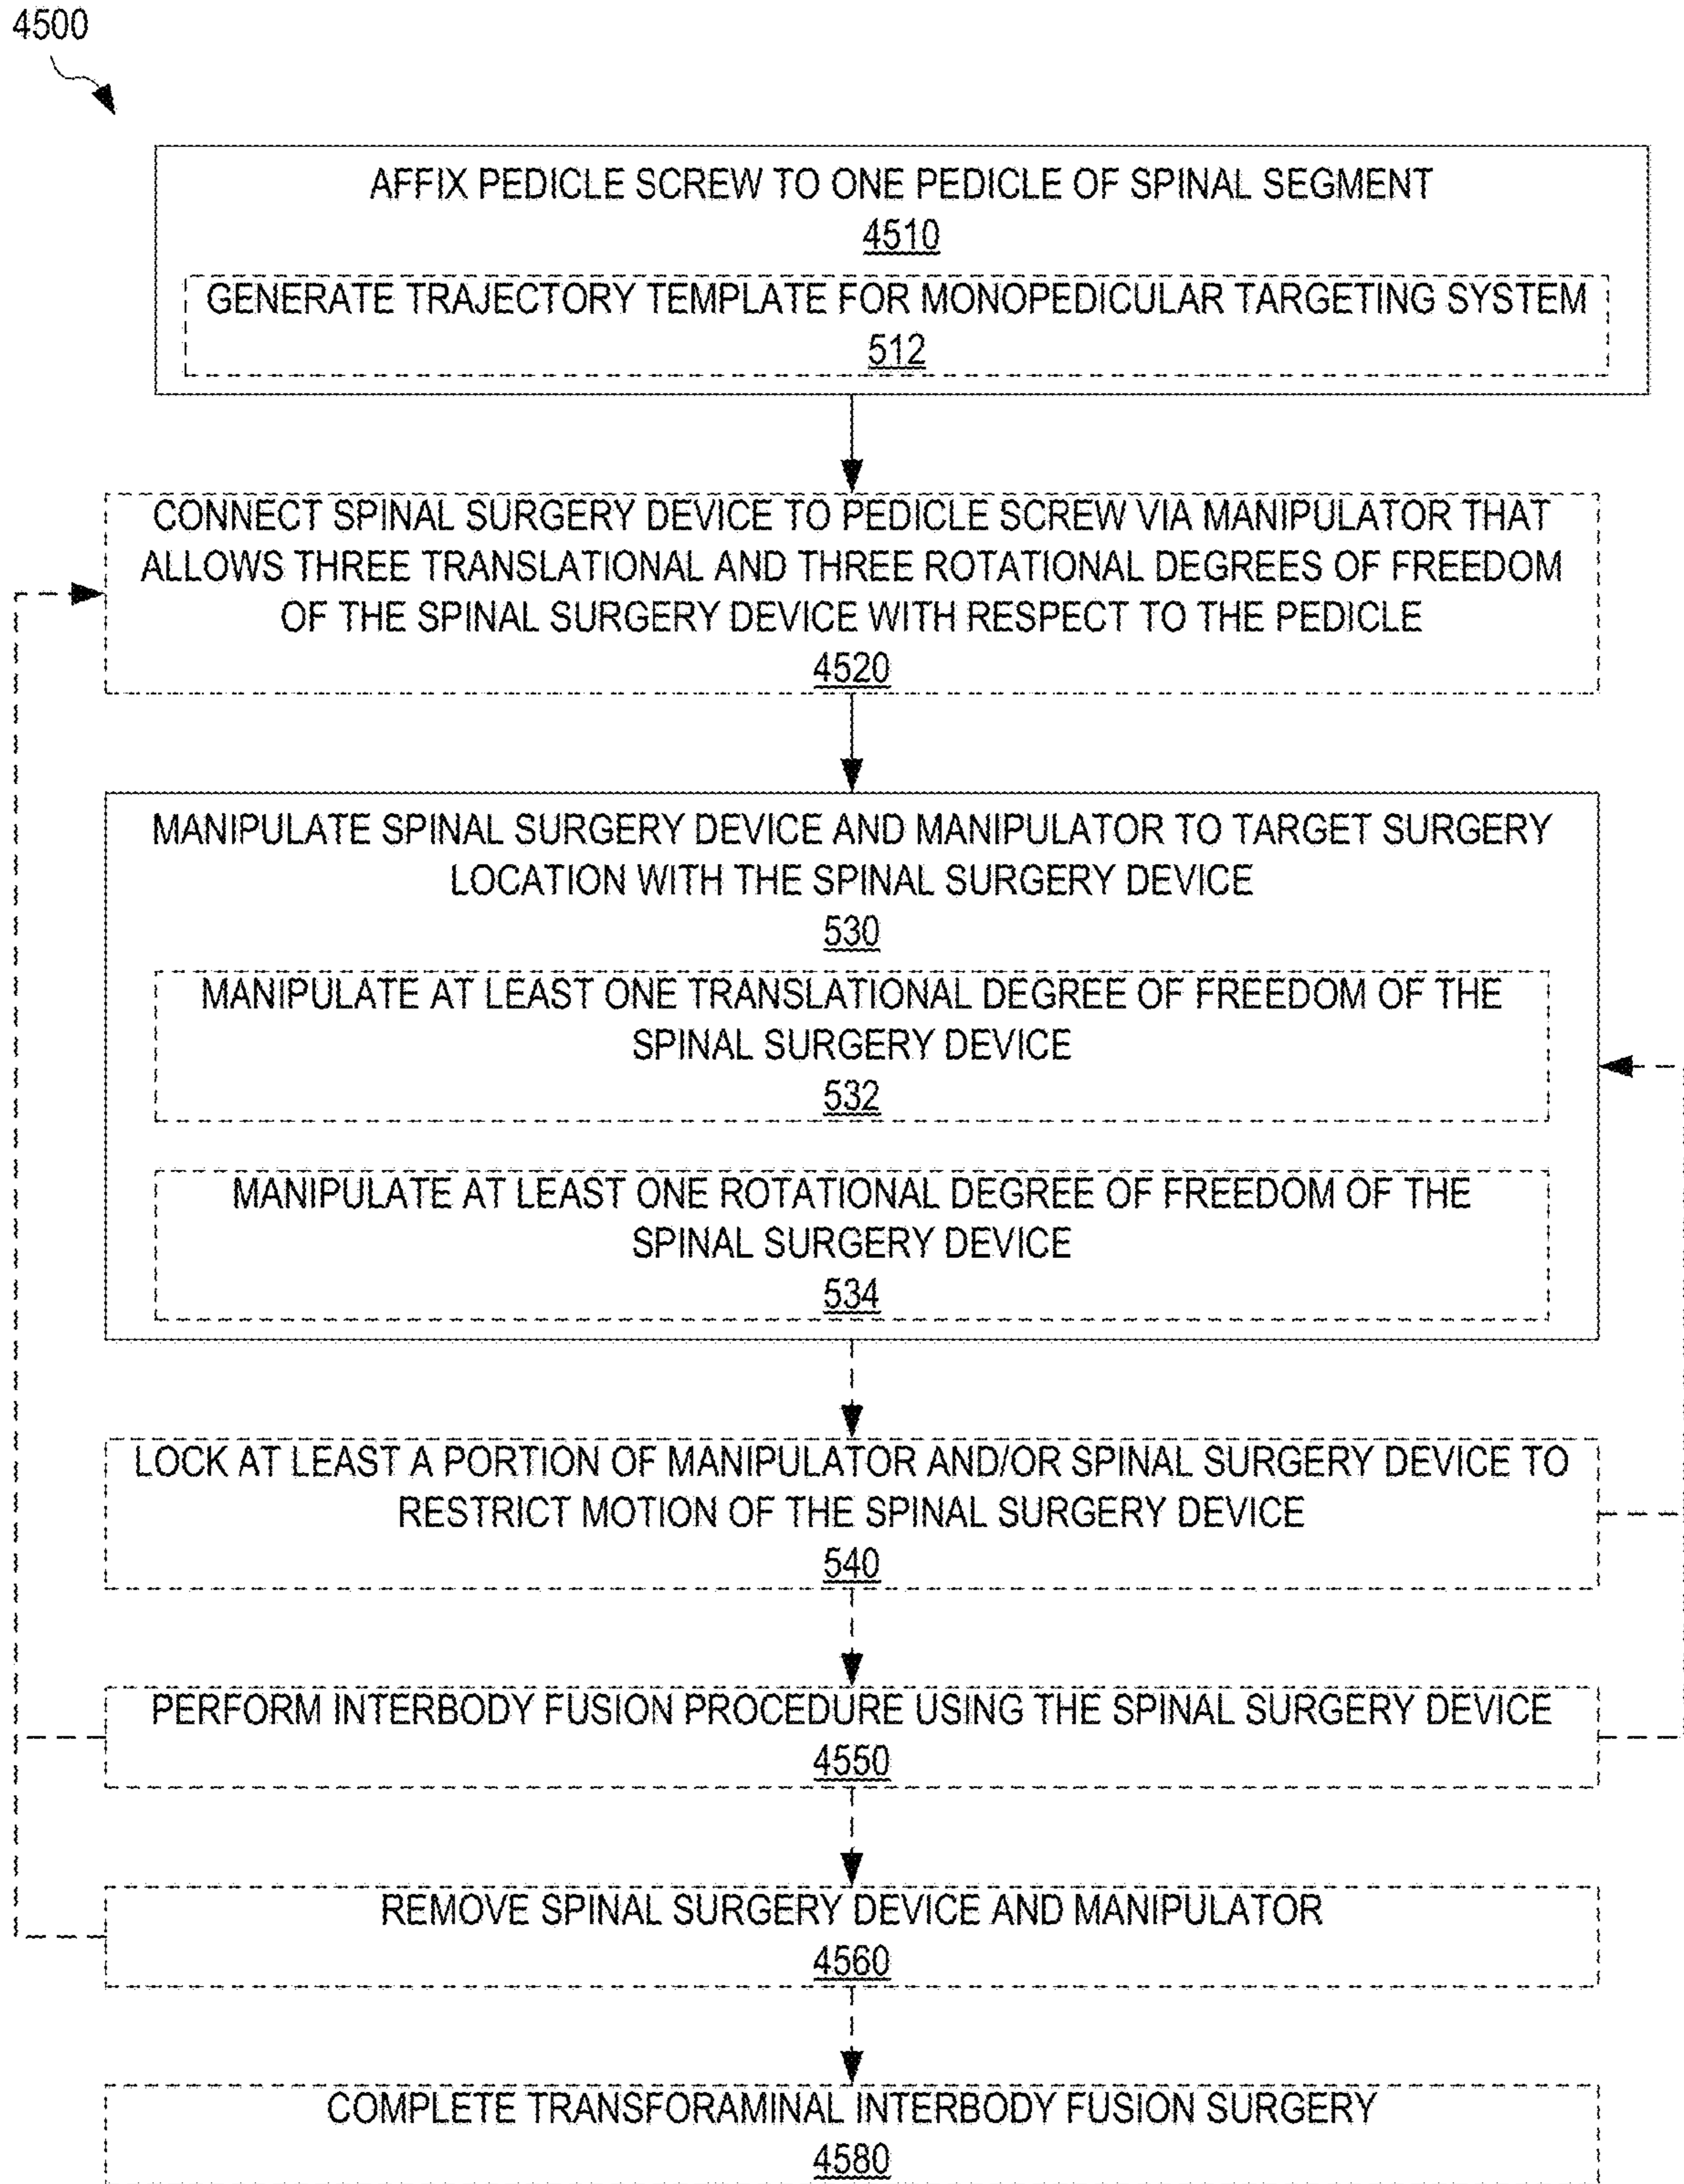 4500
AFFIX PEDICLE SCREW TO ONE PEDICLE OF SPINAL SEGMENT
4510
GENERATE TRAJECTORY TEMPLATE FOR MONOPEDICULAR TARGETING SYSTEM
512
CONNECT SPINAL SURGERY DEVICE TO PEDICLE SCREW VIA MANIPULATOR THAT
ALLOWS THREE TRANSLATIONAL AND THREE ROTATIONAL DEGREES OF FREEDOM
OF THE SPINAL SURGERY DEVICE WITH RESPECT TO THE PEDICLE
4520
MANIPULATE SPINAL SURGERY DEVICE AND MANIPULATOR TO TARGET SURGERY
LOCATION WITH THE SPINAL SURGERY DEVICE
530
MANIPULATE AT LEAST ONE TRANSLATIONAL DEGREE OF FREEDOM OF THE
SPINAL SURGERY DEVICE
532
MANIPULATE AT LEAST ONE ROTATIONAL DEGREE OF FREEDOM OF THE
SPINAL SURGERY DEVICE
534
LOCK AT LEAST A PORTION OF MANIPULATOR AND/OR SPINAL SURGERY DEVICE TO
RESTRICT MOTION OF THE SPINAL SURGERY DEVICE
540
PERFORM INTERBODY FUSION PROCEDURE USING THE SPINAL SURGERY DEVICE
4550
REMOVE SPINAL SURGERY DEVICE AND MANIPULATOR
4560
COMPLETE TRANSFORAMINAL INTERBODY FUSION SURGERY
4580